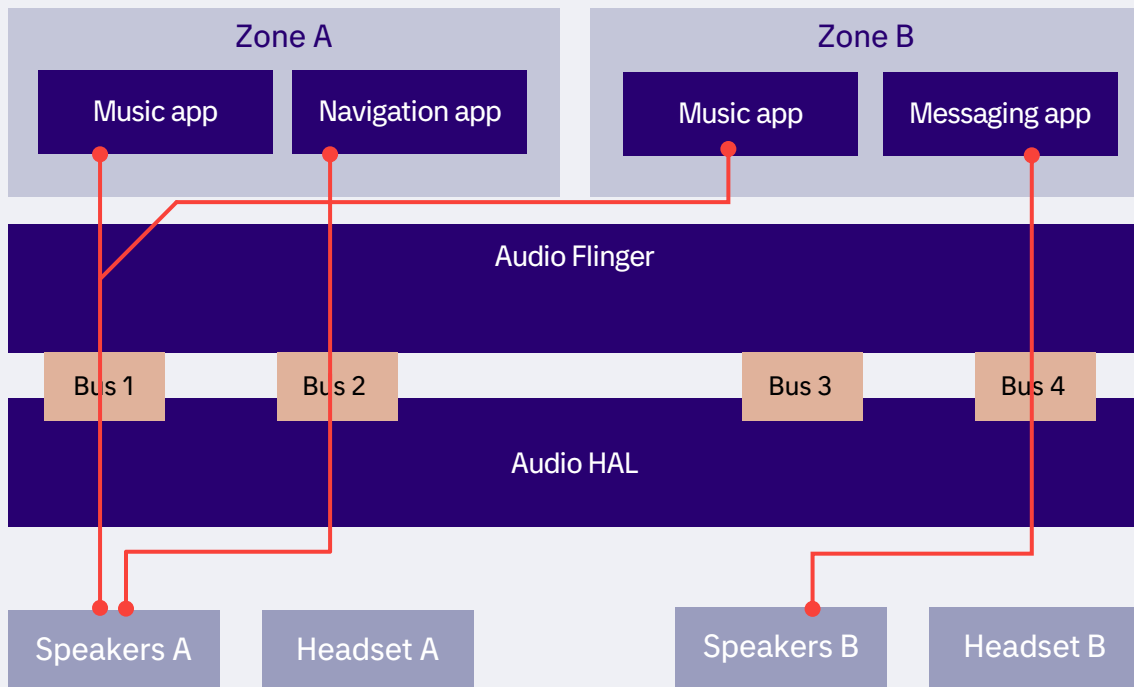 Zone A
Zone B
Music app
Navigation app
Music app
Messaging app
Audio Flinger
Bus 1
Bus 2
Bus 3
Bus 4
Audio HAL
Speakers A
Headset A
Speakers B
Headset B